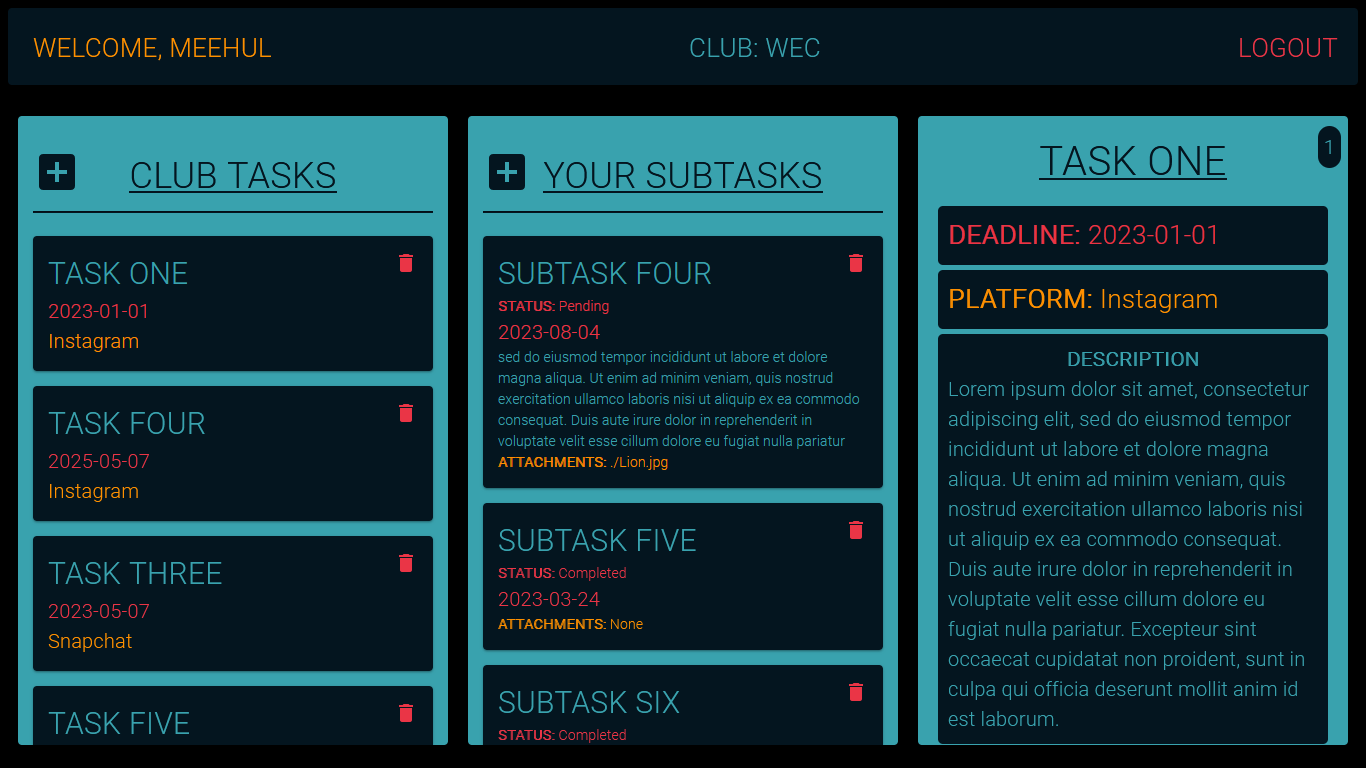 WELCOME, MEEHUL
CLUB: WEC
LOGOUT
CLUB TASKS
TASK ONE
2023-01-01
Instagram
TASK FOUR
2025-05-07
Instagram
TASK THREE
2023-05-07
Snapchat
TASK FIVE
YOUR SUBTASKS
SUBTASK FOUR
STATUS: Pending
2023-08-04
sed do eiusmod tempor incididunt ut labore et dolore
magna aliqua. Ut enim ad minim veniam, quis nostrud
exercitation ullamco laboris nisi ut aliquip ex ea commodo
consequat. Duis aute irure dolor in reprehenderit in
voluptate velit esse cillum dolore eu fugiat nulla pariatur
ATTACHMENTS: ./Lion.jpg
SUBTASK FIVE
STATUS: Completed
2023-03-24
ATTACHMENTS: None
SUBTASK SIX
STATUS: Completed
TASK ONE
1
DEADLINE: 2023-01-01
PLATFORM: Instagram
DESCRIPTION
Lorem ipsum dolor sit amet, consectetur
adipiscing elit, sed do eiusmod tempor
incididunt ut labore et dolore magna
aliqua. Ut enim ad minim veniam, quis
nostrud exercitation ullamco laboris nisi
ut aliquip ex ea commodo consequat.
Duis aute irure dolor in reprehenderit in
voluptate velit esse cillum dolore eu
fugiat nulla pariatur. Excepteur sint
occaecat cupidatat non proident, sunt in
culpa qui officia deserunt mollit anim id
est laborum.